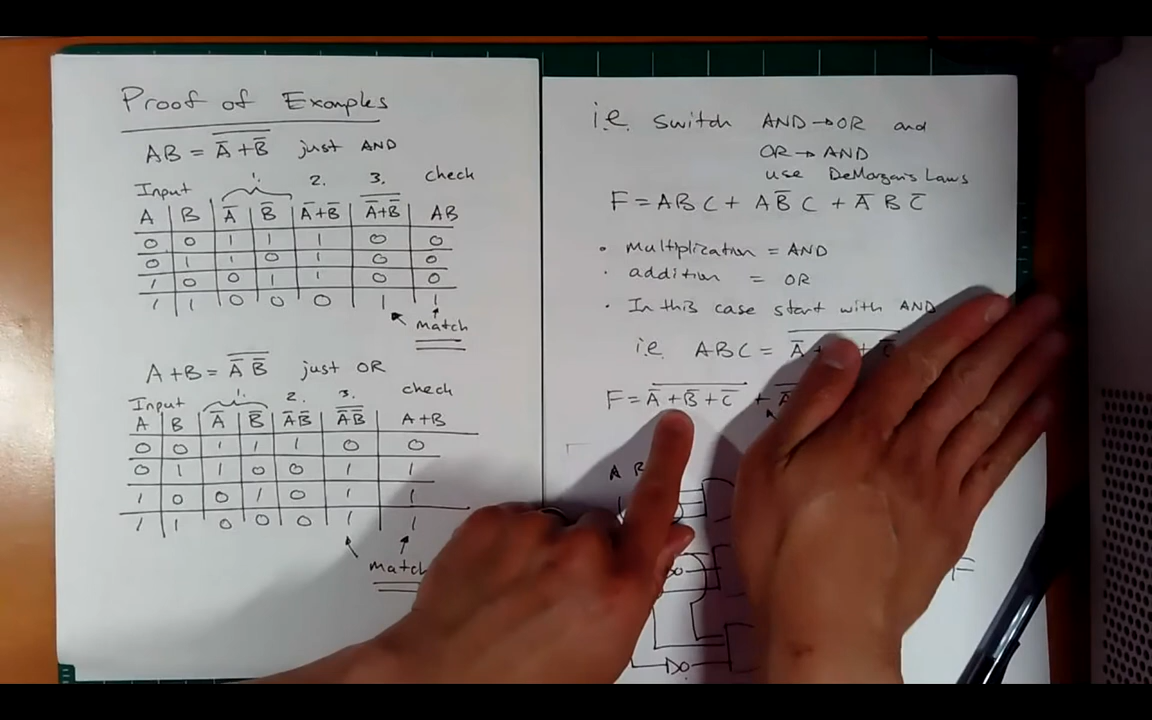 Proof of Examples
AB = \overline{A̅ + B̅} just AND
Input 1. 2. 3. check
A B A̅ B̅ A̅+B̅ \overline{A̅+B̅} AB
0 0 1 1 1 0 0
0 1 1 0 1 0 0
1 0 0 1 1 0 0
1 1 0 0 0 1 1
match
A+B = \overline{A̅ B̅} just OR
Input 1. 2. 3. check
A B A̅ B̅ A̅B̅ \overline{A̅B̅} A+B
0 0 1 1 1 0 0
0 1 1 0 0 1 1
1 0 0 1 0 1 1
1 1 0 0 0 1 1
match
i.e. switch AND→OR and
OR→AND
use DeMorgan's Laws
F = ABC + AB̅C + A̅BC̅
• multiplication = AND
• addition = OR
• In this case start with AND
i.e. ABC = A̅ + + C̅
F = \overline{A̅ + B̅ + C̅} + A̅
A B
F